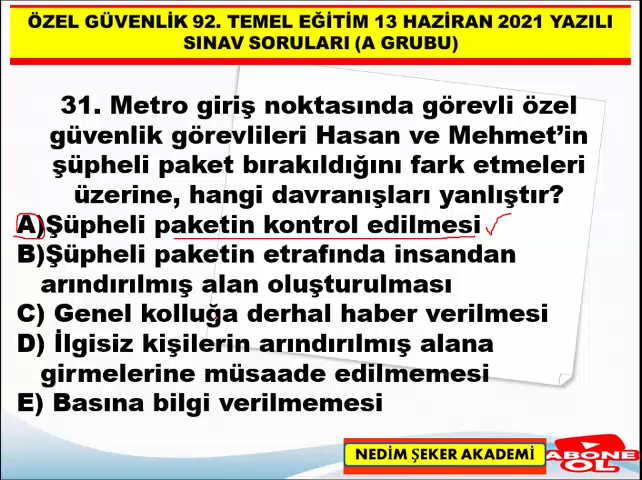 ÖZEL GÜVENLİK 92. TEMEL EĞİTİM 13 HAZİRAN 2021 YAZILI
SINAV SORULARI (A GRUBU)
31. Metro giriş noktasında görevli özel
güvenlik görevlileri Hasan ve Mehmet’in
şüpheli paket bırakıldığını fark etmeleri
üzerine, hangi davranışları yanlıştır?
A)Şüpheli paketin kontrol edilmesi
B)Şüpheli paketin etrafında insandan
arındırılmış alan oluşturulması
C) Genel kolluğa derhal haber verilmesi
D) İlgisiz kişilerin arındırılmış alana
girmelerine müsaade edilmemesi
E) Basına bilgi verilmemesi
NEDİM ŞEKER AKADEMİ
ABONE
OL